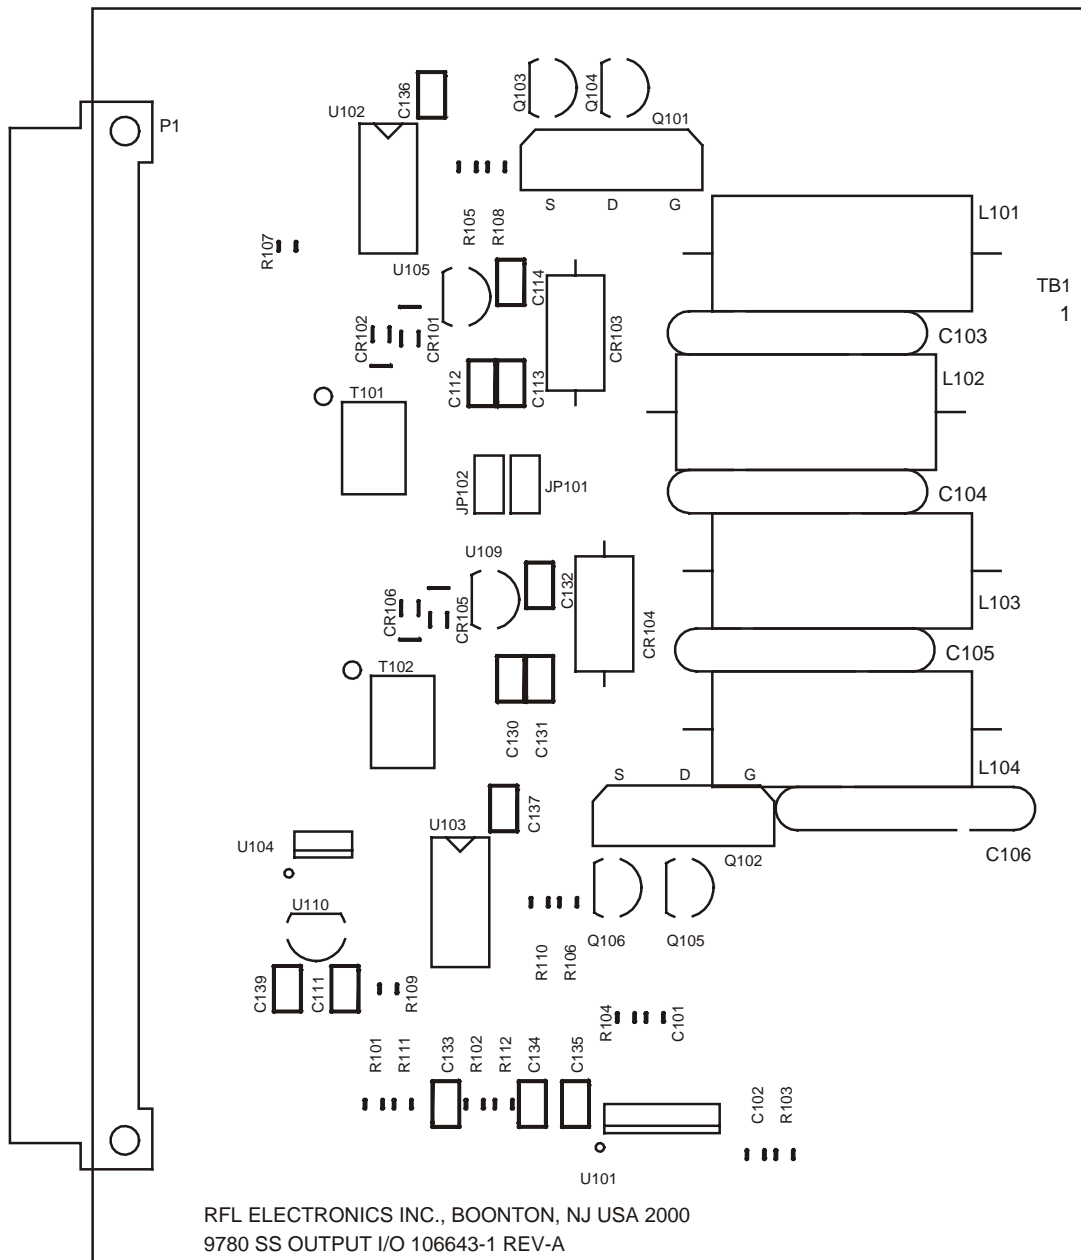 C136
Q103
Q104
U102
Q101
P1
S D G
L101
R107
R105
R108
U105
C114
TB1
1
CR102
CR101
CR103
C103
C112
C113
L102
T101
JP102
JP101
C104
U109
CR106
CR105
C132
CR104
L103
T102
C105
C130
C131
S D G
L104
C137
U103
U104
Q102
C106
U110
R110
R106
Q106
Q105
C139
C111
R109
R104
C101
R101
R111
C133
R102
R112
C134
C135
C102
R103
U101
RFL ELECTRONICS INC., BOONTON, NJ USA 2000
9780 SS OUTPUT I/O 106643-1 REV-A